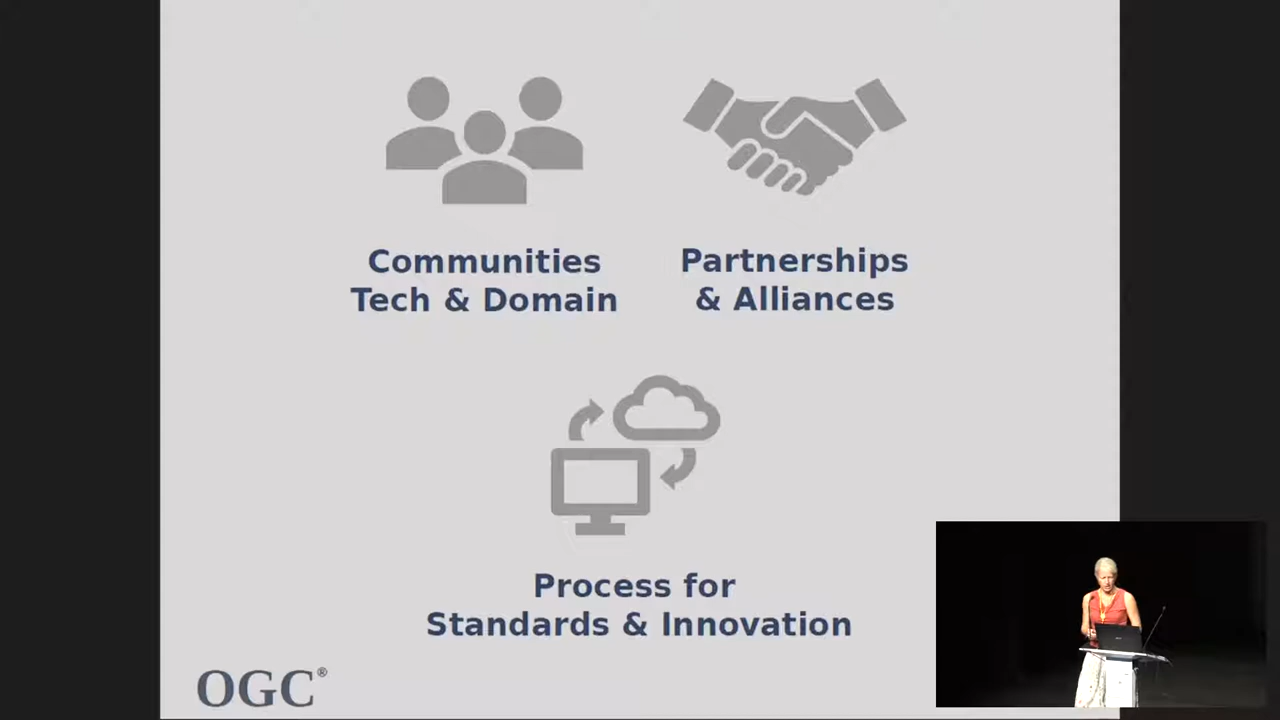 Communities
Tech & Domain
Partnerships
& Alliances
Process for
Standards & Innovation
OGC®